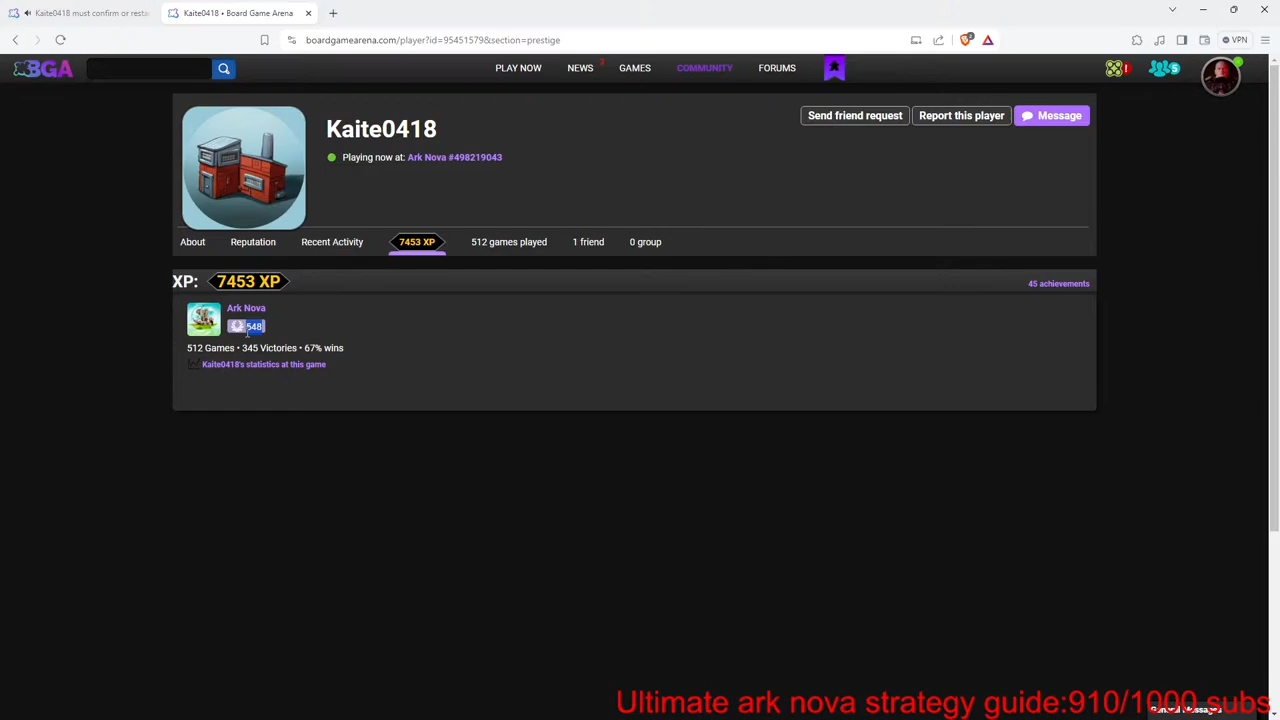 Kaite0418 must confirm or resta
Kaite0418 • Board Game Arena
boardgamearena.com/player?id=95451579&section=prestige
2
VPN
BGA
PLAY NOW
NEWS
GAMES
COMMUNITY
FORUMS
!
5
Kaite0418
Send friend request
Report this player
Message
Playing now at: Ark Nova #498219043
About
Reputation
Recent Activity
7453 XP
512 games played
1 friend
0 group
XP: 7453 XP
45 achievements
Ark Nova
548
512 Games • 345 Victories • 67% wins
Kaite0418's statistics at this game
Ultimate ark nova strategy guide:910/1000 subs
General Messages